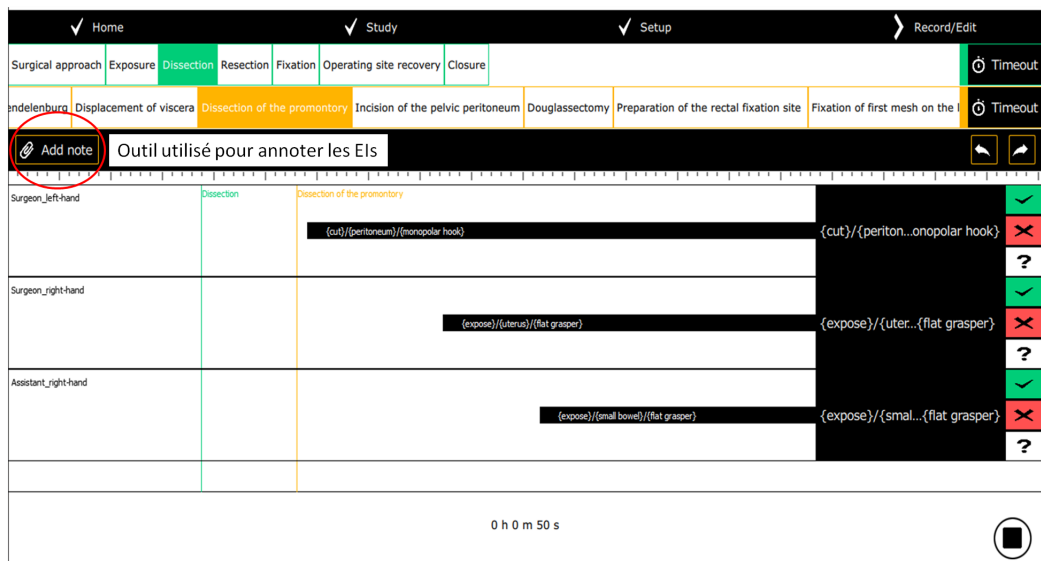 Home Study Setup Record/Edit
Surgical approach Exposure Dissection Resection Fixation Operating site recovery Closure Timeout
endelenburg Displacement of viscera Dissection of the promontory Incision of the pelvic peritoneum Douglassectomy Preparation of the rectal fixation site Fixation of first mesh on the l Timeout
Add note Outil utilisé pour annoter les EIs
Surgeon_left-hand Dissection Dissection of the promontory
{cut}/{peritoneum}/{monopolar hook} {cut}/{periton...onopolar hook}
?
Surgeon_right-hand
{expose}/{uterus}/{flat grasper} {expose}/{uter...{flat grasper}
?
Assistant_right-hand
{expose}/{small bowel}/{flat grasper} {expose}/{smal...{flat grasper}
?
0 h 0 m 50 s